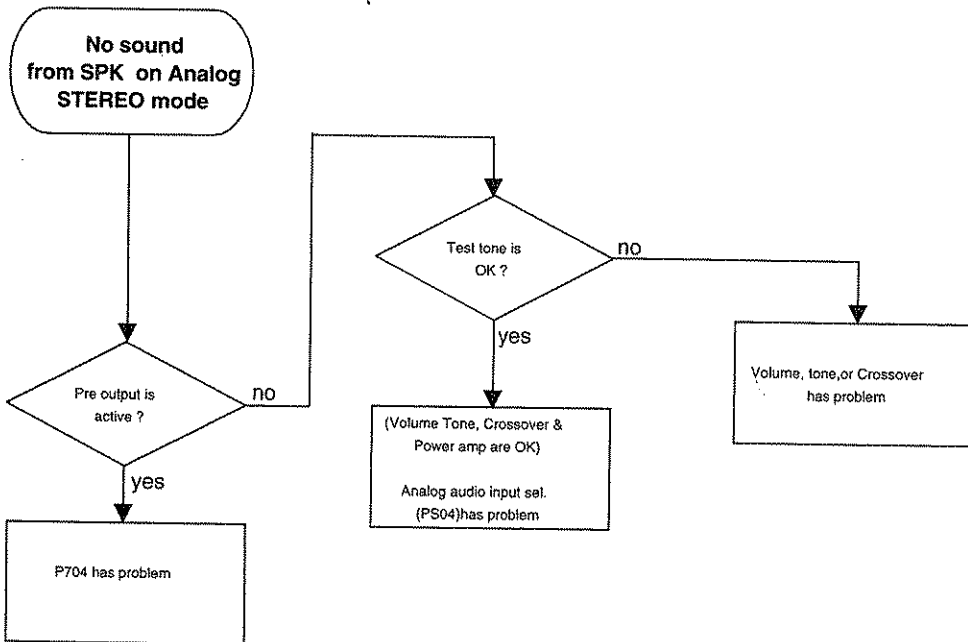 No sound
from SPK on Analog
STEREO mode
Pre output is
active ?
no
yes
P704 has problem
Test tone is
OK ?
no
yes
(Volume Tone, Crossover &
Power amp are OK)
Analog audio input sel.
(PS04)has problem
Volume, tone,or Crossover
has problem